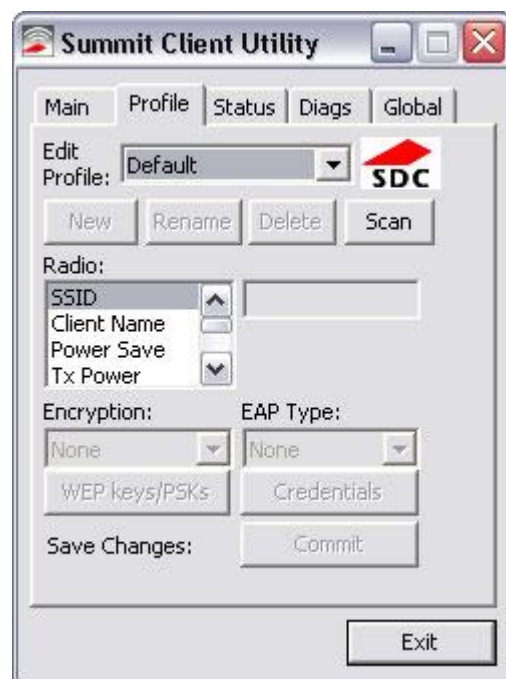 Summit Client Utility
Main Profile Status Diags Global
Edit Profile: Default
SDC
New Rename Delete Scan
Radio:
SSID
Client Name
Power Save
Tx Power
Encryption: EAP Type:
None None
WEP keys/PSKs Credentials
Save Changes: Commit
Exit